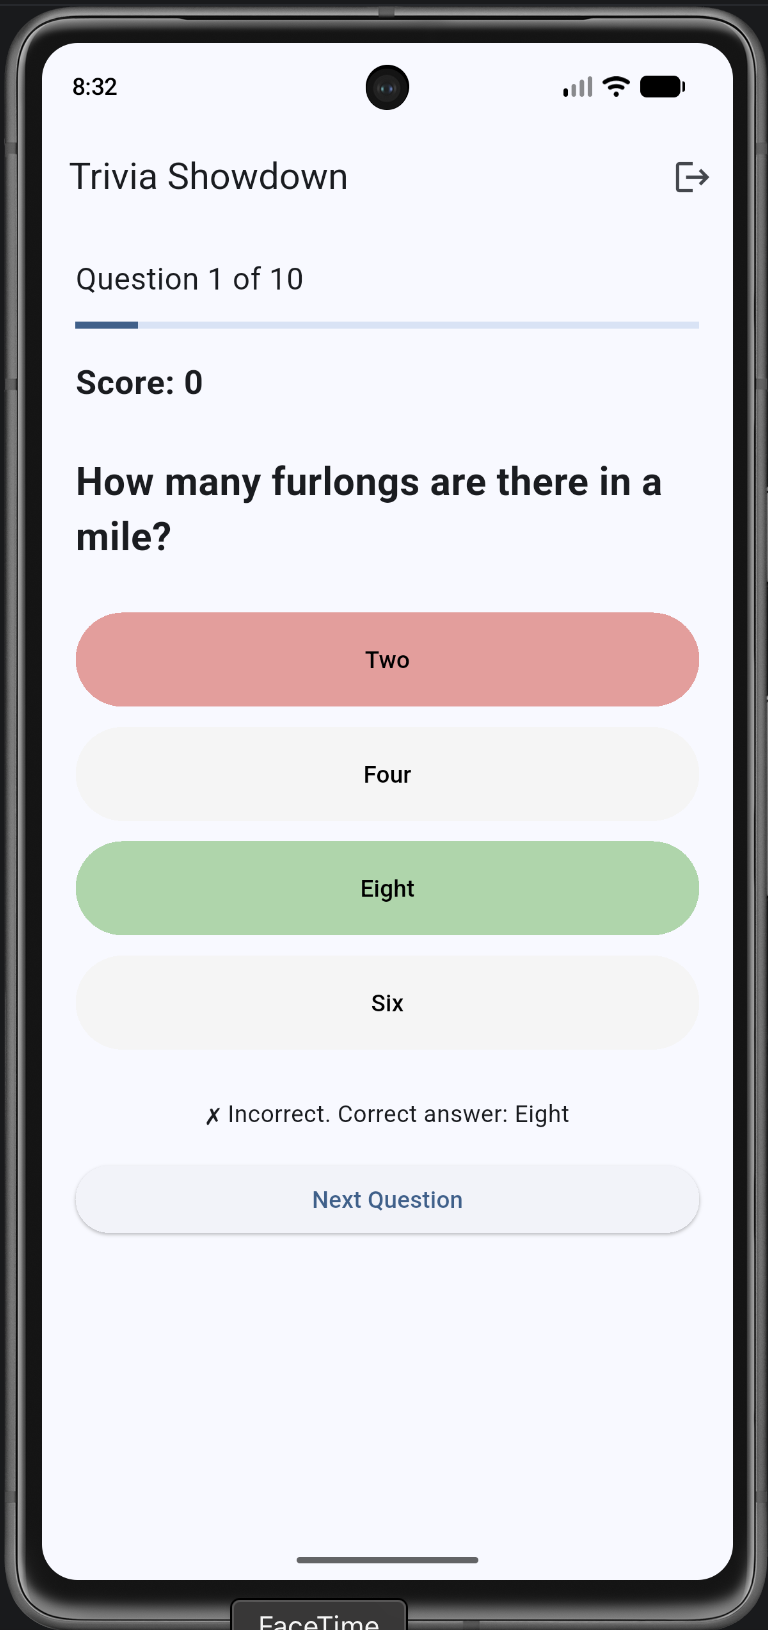 8:32
Trivia Showdown
Question 1 of 10
Score: 0
How many furlongs are there in a
mile?
Two
Four
Eight
Six
✗ Incorrect. Correct answer: Eight
Next Question
FaceTime